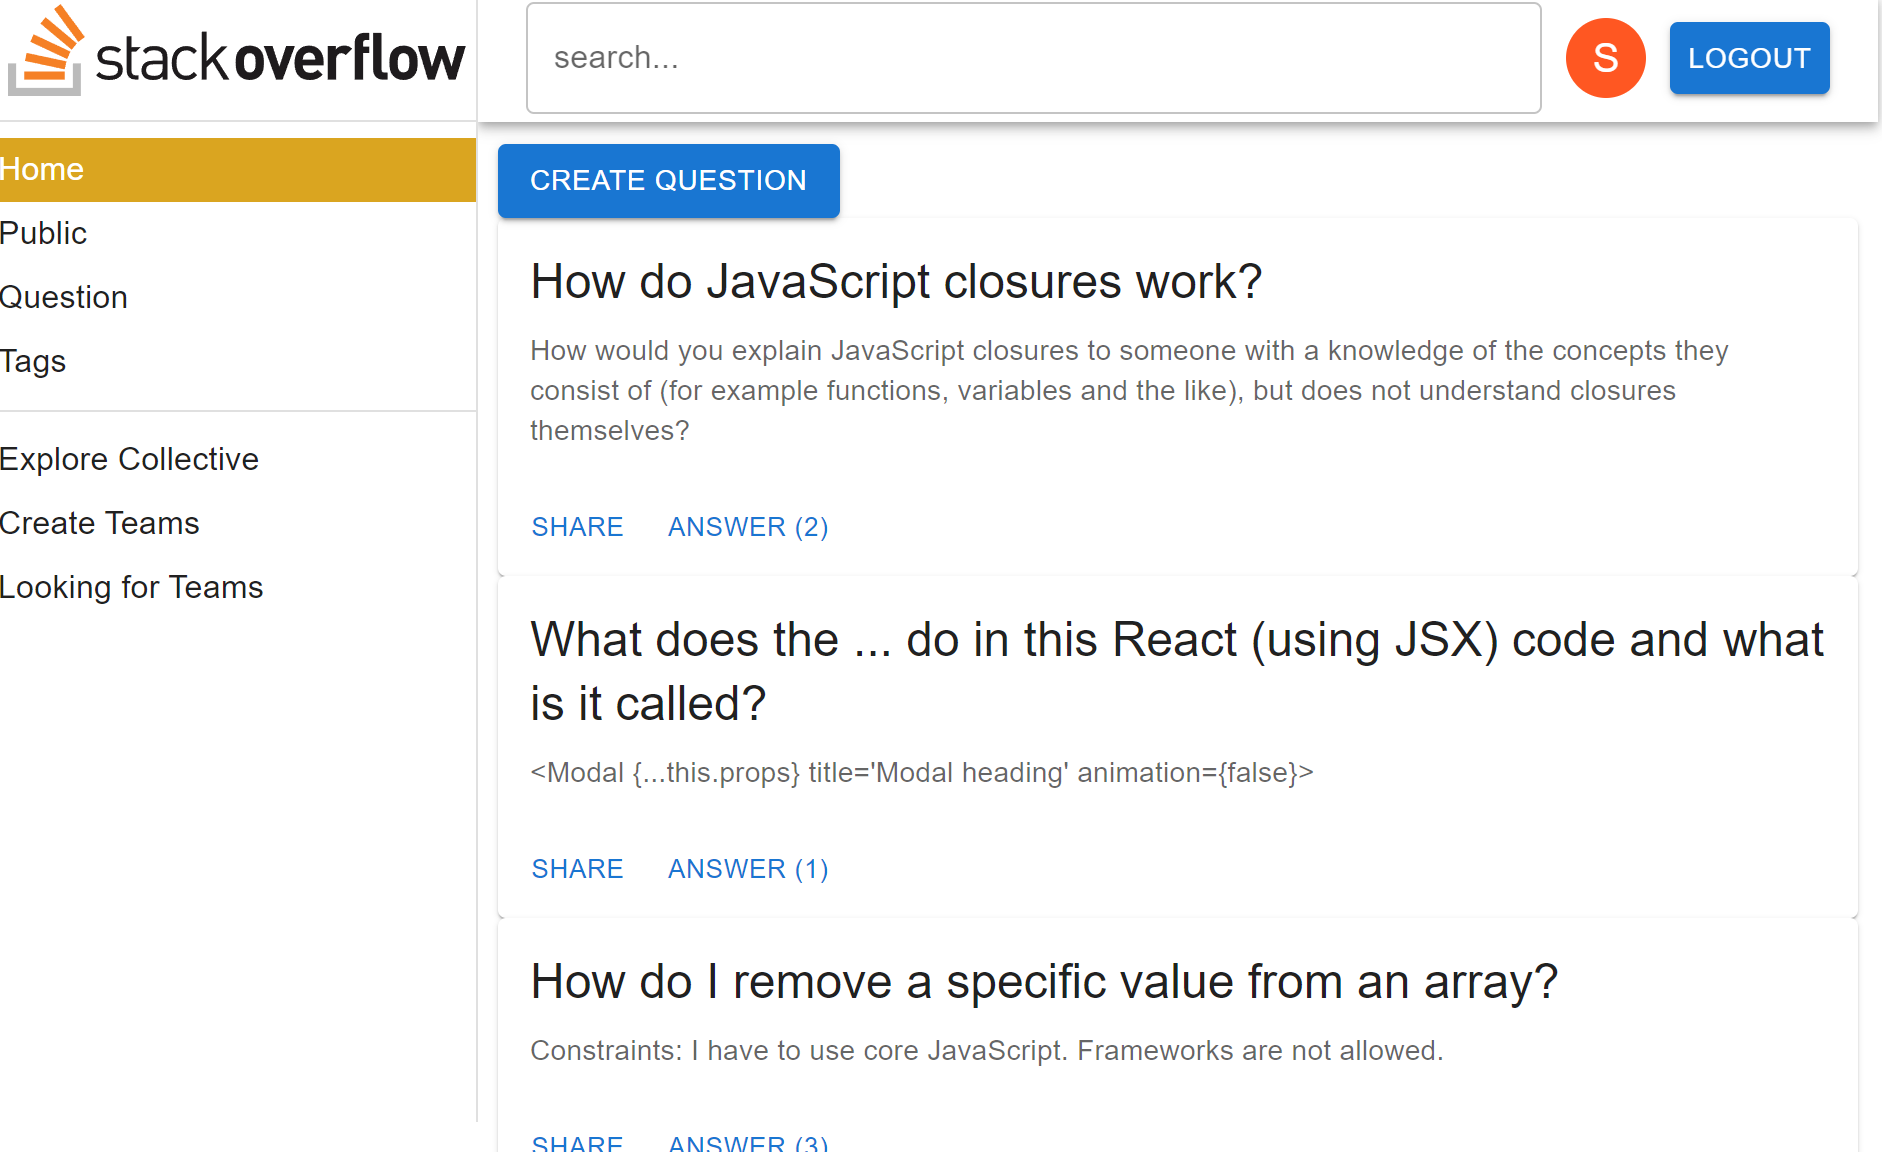 stackoverflow
search...
S
LOGOUT
Home
Public
Question
Tags
Explore Collective
Create Teams
Looking for Teams
CREATE QUESTION
How do JavaScript closures work?
How would you explain JavaScript closures to someone with a knowledge of the concepts they
consist of (for example functions, variables and the like), but does not understand closures
themselves?
SHARE ANSWER (2)
What does the ... do in this React (using JSX) code and what
is it called?
<Modal {...this.props} title='Modal heading' animation={false}>
SHARE ANSWER (1)
How do I remove a specific value from an array?
Constraints: I have to use core JavaScript. Frameworks are not allowed.
SHARE ANSWER (3)